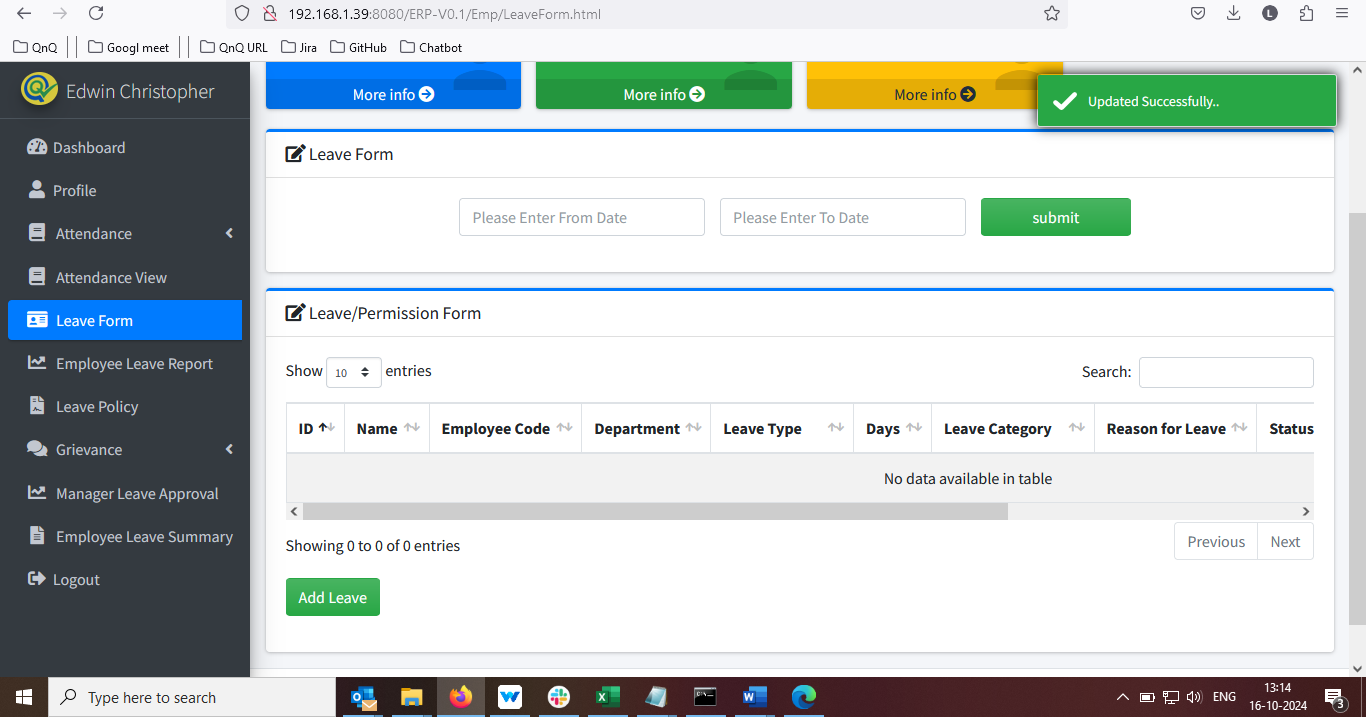 192.168.1.39:8080/ERP-V0.1/Emp/LeaveForm.html
L
QnQ
Googl meet
QnQ URL
Jira
GitHub
Chatbot
Edwin Christopher
Dashboard
Profile
Attendance
Attendance View
Leave Form
Employee Leave Report
Leave Policy
Grievance
Manager Leave Approval
Employee Leave Summary
Logout
More info
More info
More info
Updated Successfully..
Leave Form
Please Enter From Date
Please Enter To Date
submit
Leave/Permission Form
Show 10 entries
Search:
ID Name Employee Code Department Leave Type Days Leave Category Reason for Leave Status
No data available in table
Showing 0 to 0 of 0 entries
Previous Next
Add Leave
Type here to search
ENG
13:14
16-10-2024
3